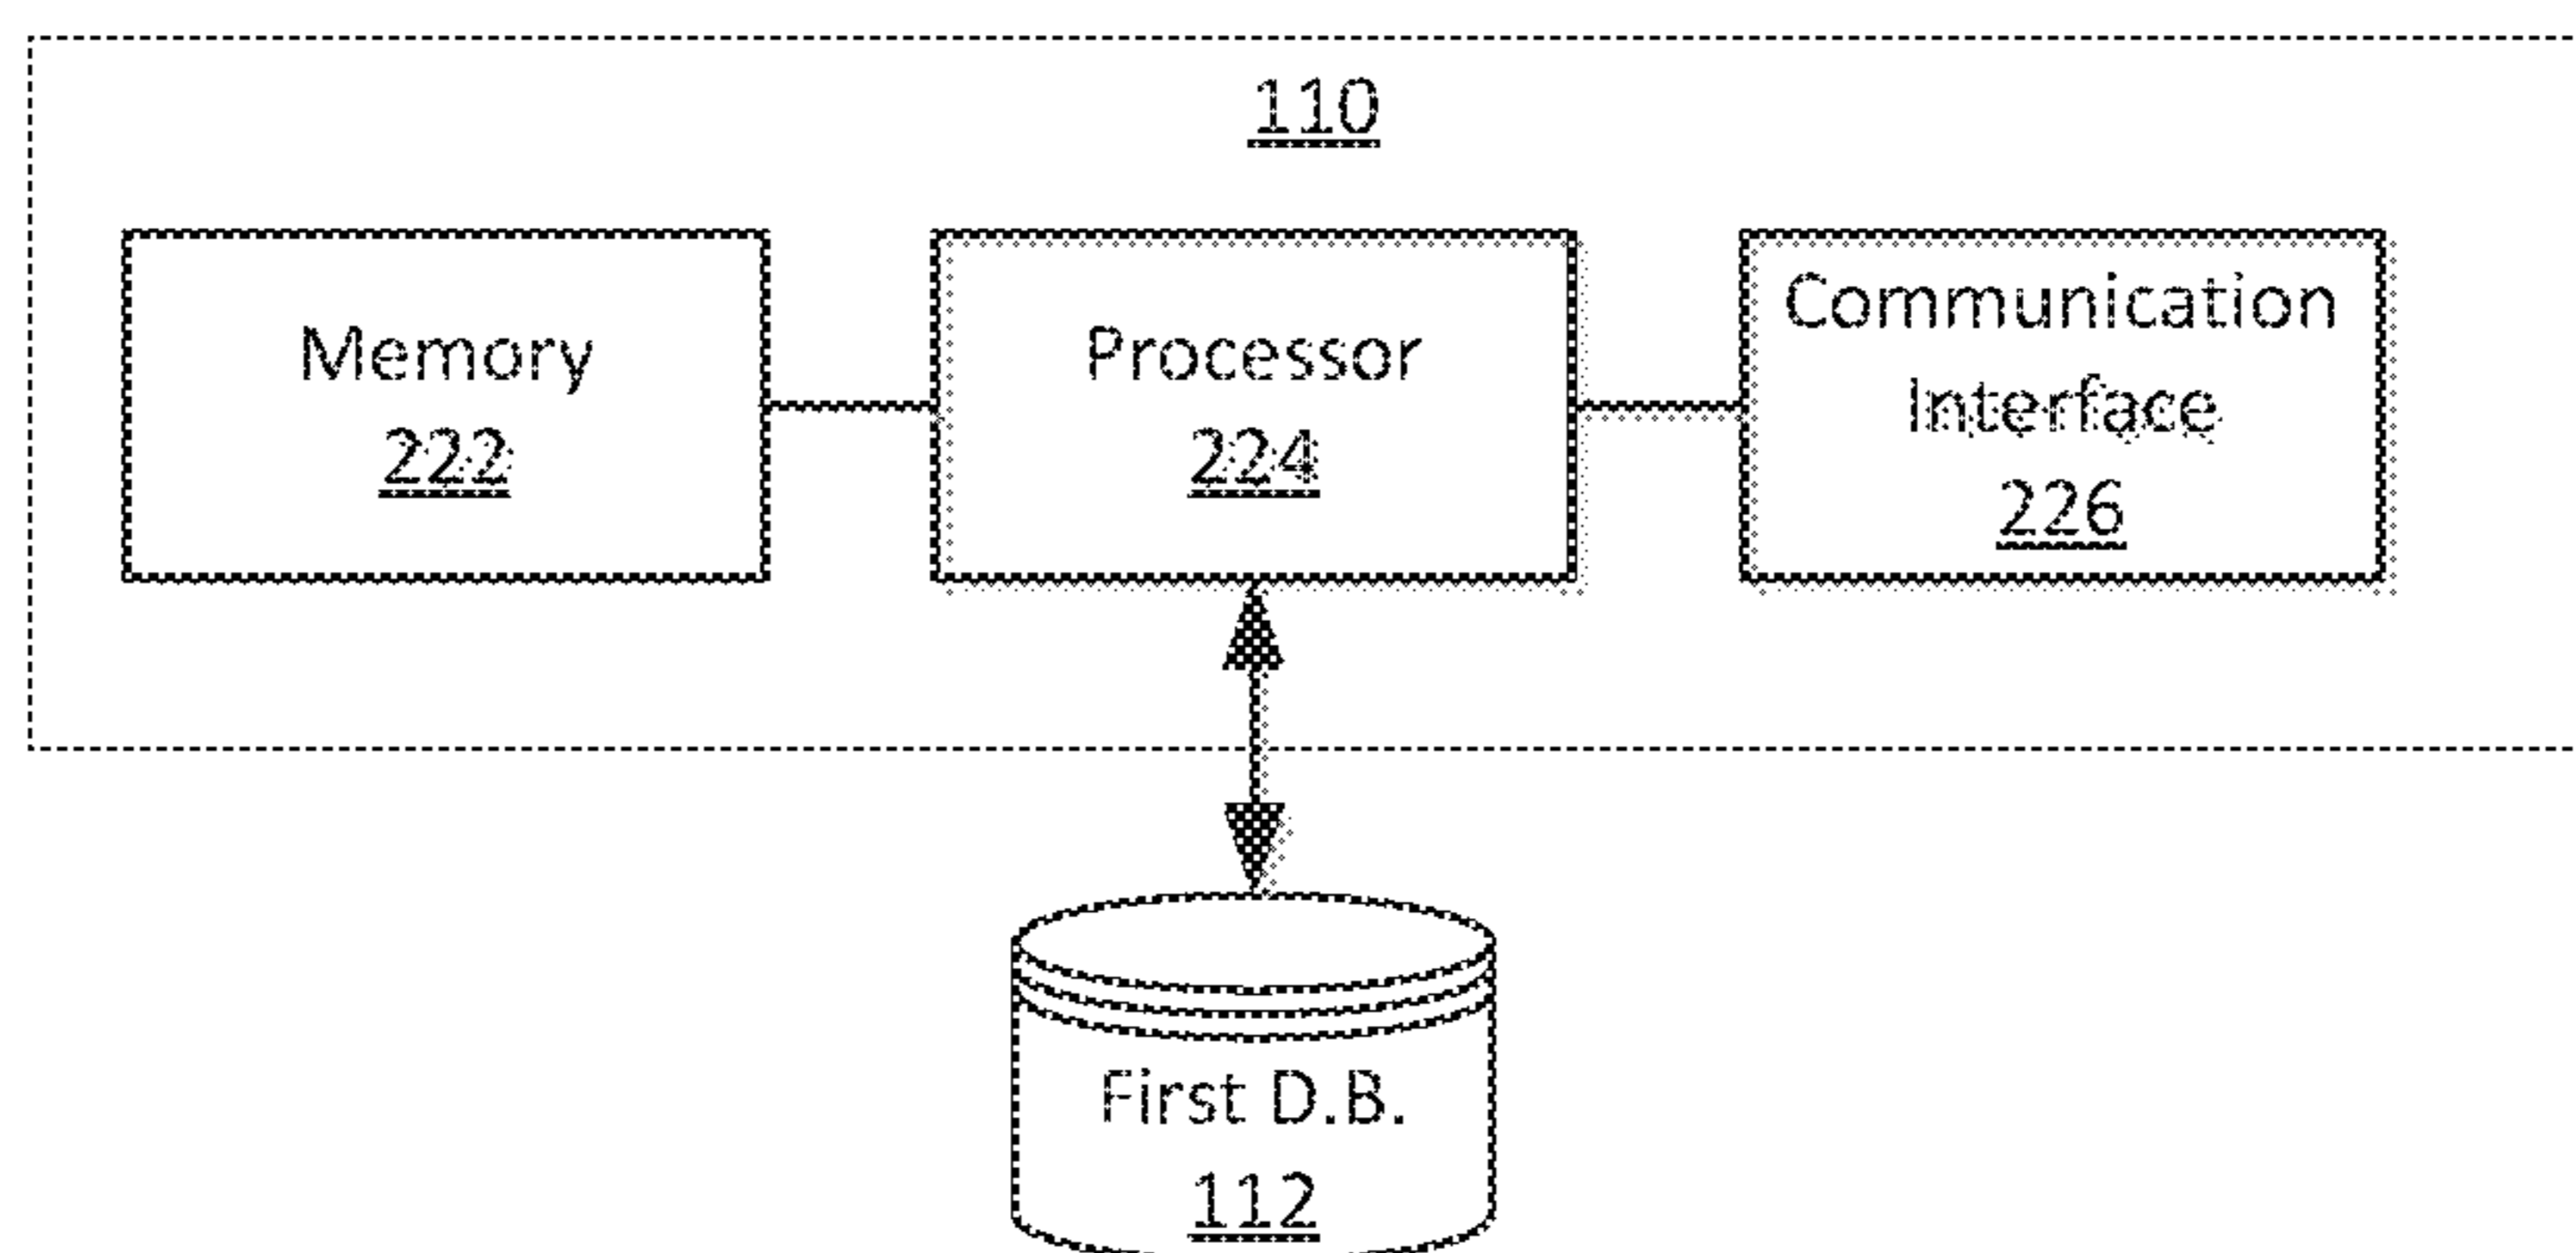 110
Memory
222
Processor
224
Communication
Interface
226
First D.B.
112